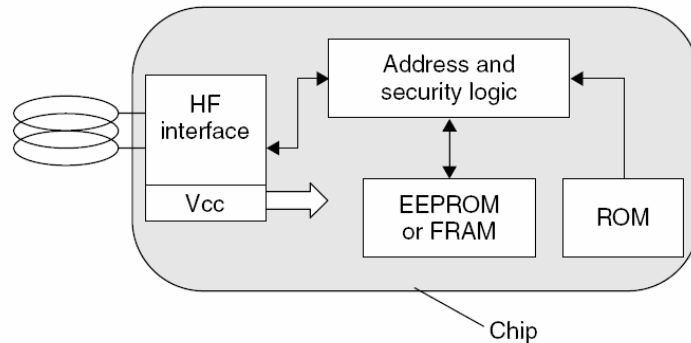 HF
interface
Vcc
Address and
security logic
EEPROM
or FRAM
ROM
Chip